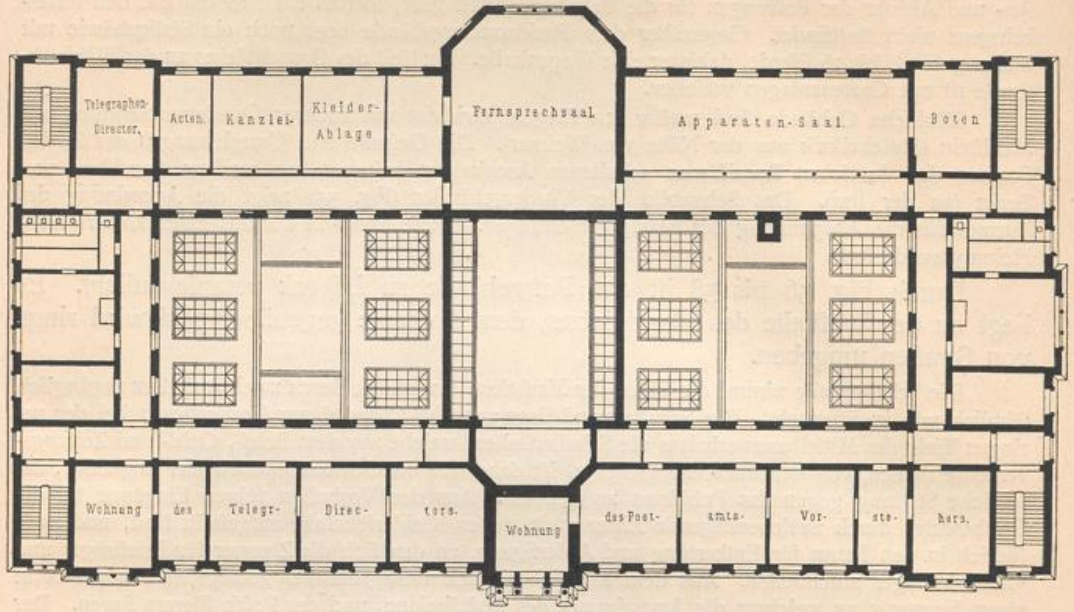 Telegraphen-
Director.
Acten.
Kanzlei-
Kleider-
Ablage
Fernsprechsaal
Apparaten-Saal.
Boten
Wohnung
des
Telegr.-
Direc-
tors.
Wohnung
des Post-
amts-
Vor-
ste-
hers.